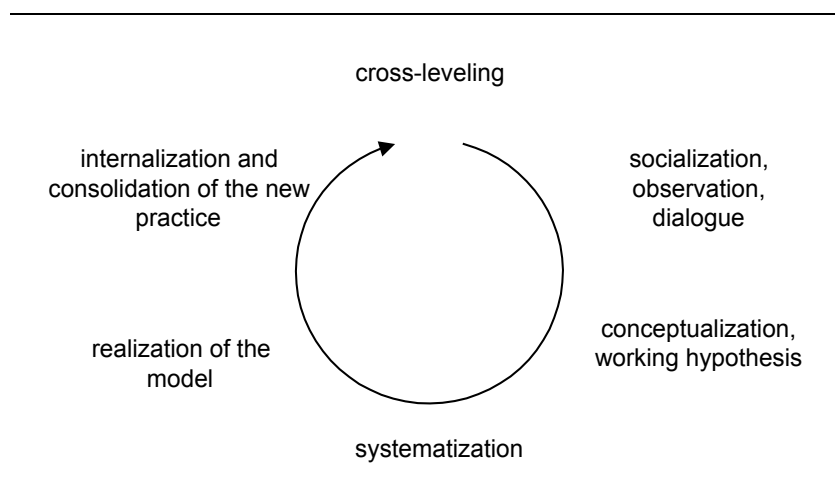 cross-leveling
socialization,
observation,
dialogue
conceptualization,
working hypothesis
systematization
realization of the
model
internalization and
consolidation of the new
practice